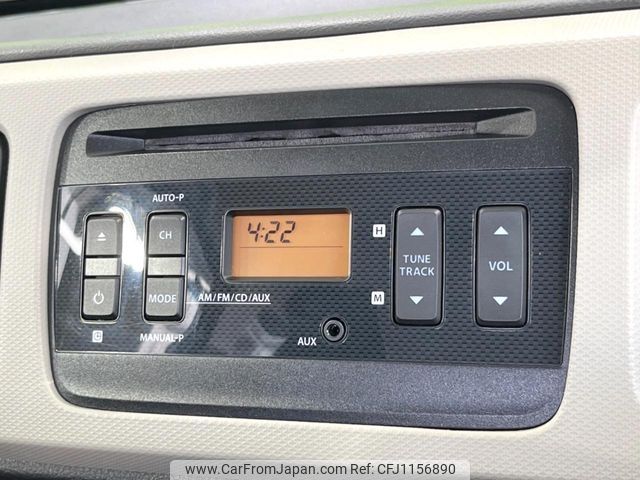 AUTO-P
4:22
H
CH
TUNE
TRACK
VOL
MODE
AM/FM/CD/AUX
M
C
MANUAL-P
AUX
www.CarFromJapan.com Ref No: CFJ1156890